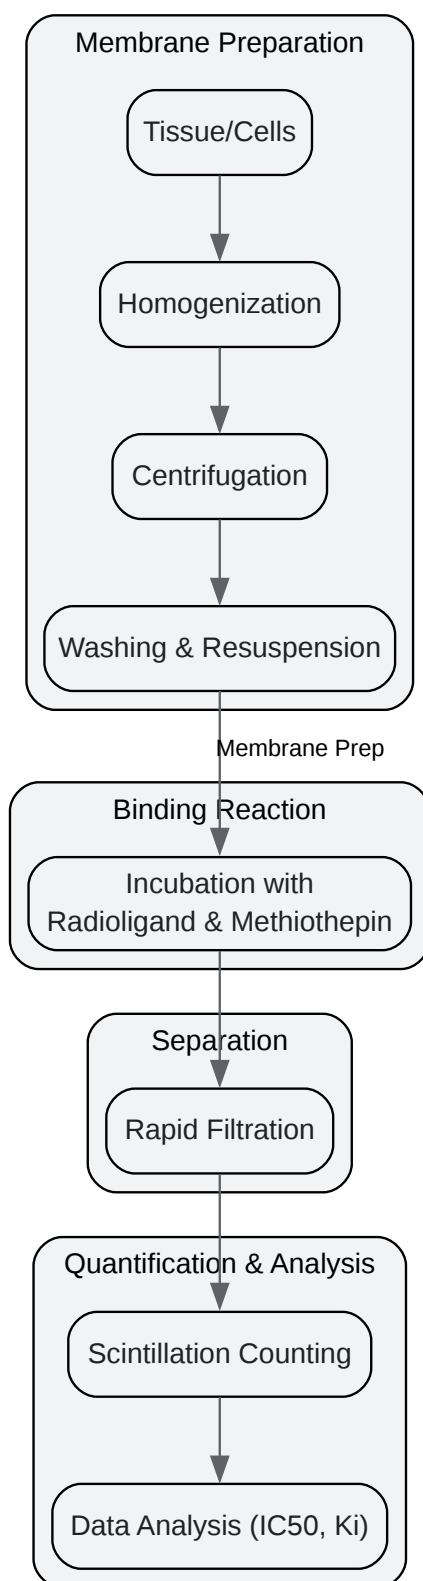 Membrane Preparation
Tissue/Cells
Homogenization
Centrifugation
Washing & Resuspension
Membrane Prep
Binding Reaction
Incubation with
Radioligand & Methiothepin
Separation
Rapid Filtration
Quantification & Analysis
Scintillation Counting
Data Analysis (IC50, Ki)